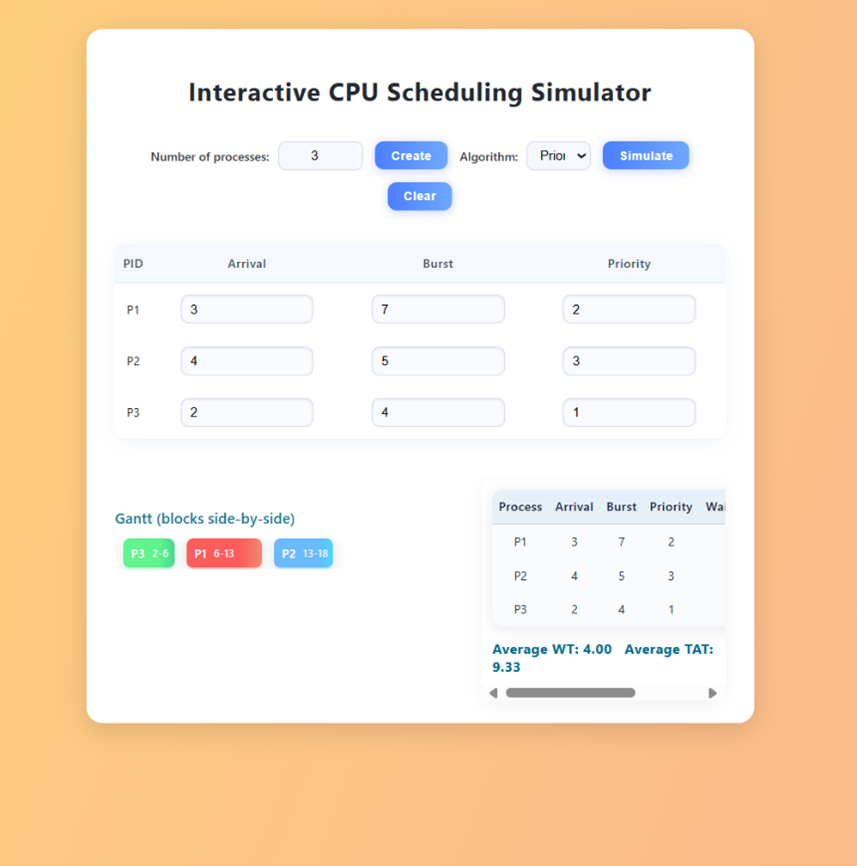 Interactive CPU Scheduling Simulator
Number of processes: 3 Create Algorithm: Prior Simulate
Clear
PID Arrival Burst Priority
P1 3 7 2
P2 4 5 3
P3 2 4 1
Gantt (blocks side-by-side)
P3 2-6 P1 6-13 P2 13-18
Process Arrival Burst Priority Wai
P1 3 7 2
P2 4 5 3
P3 2 4 1
Average WT: 4.00 Average TAT:
9.33